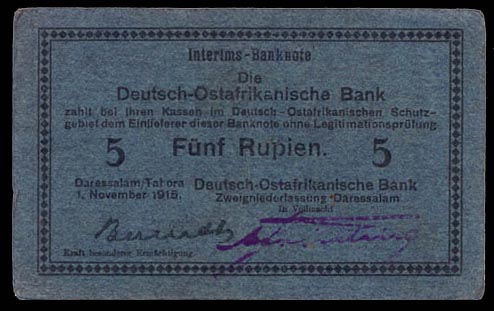 Interims-Banknote
Die
Deutsch-Ostafrikanische Bank
zahlt bei ihren Kassen im Deutsch-Ostafrikanischen Schutz-
gebiet dem Einlieferer dieser Banknote ohne Legitimationsprüfung
5 Fünf Rupien. 5
Daressalam/Tabora Deutsch-Ostafrikanische Bank
1. November 1915. Zweigniederlassung Daressalam
In Vollmacht
Kraft besonderer Ermächtigung.